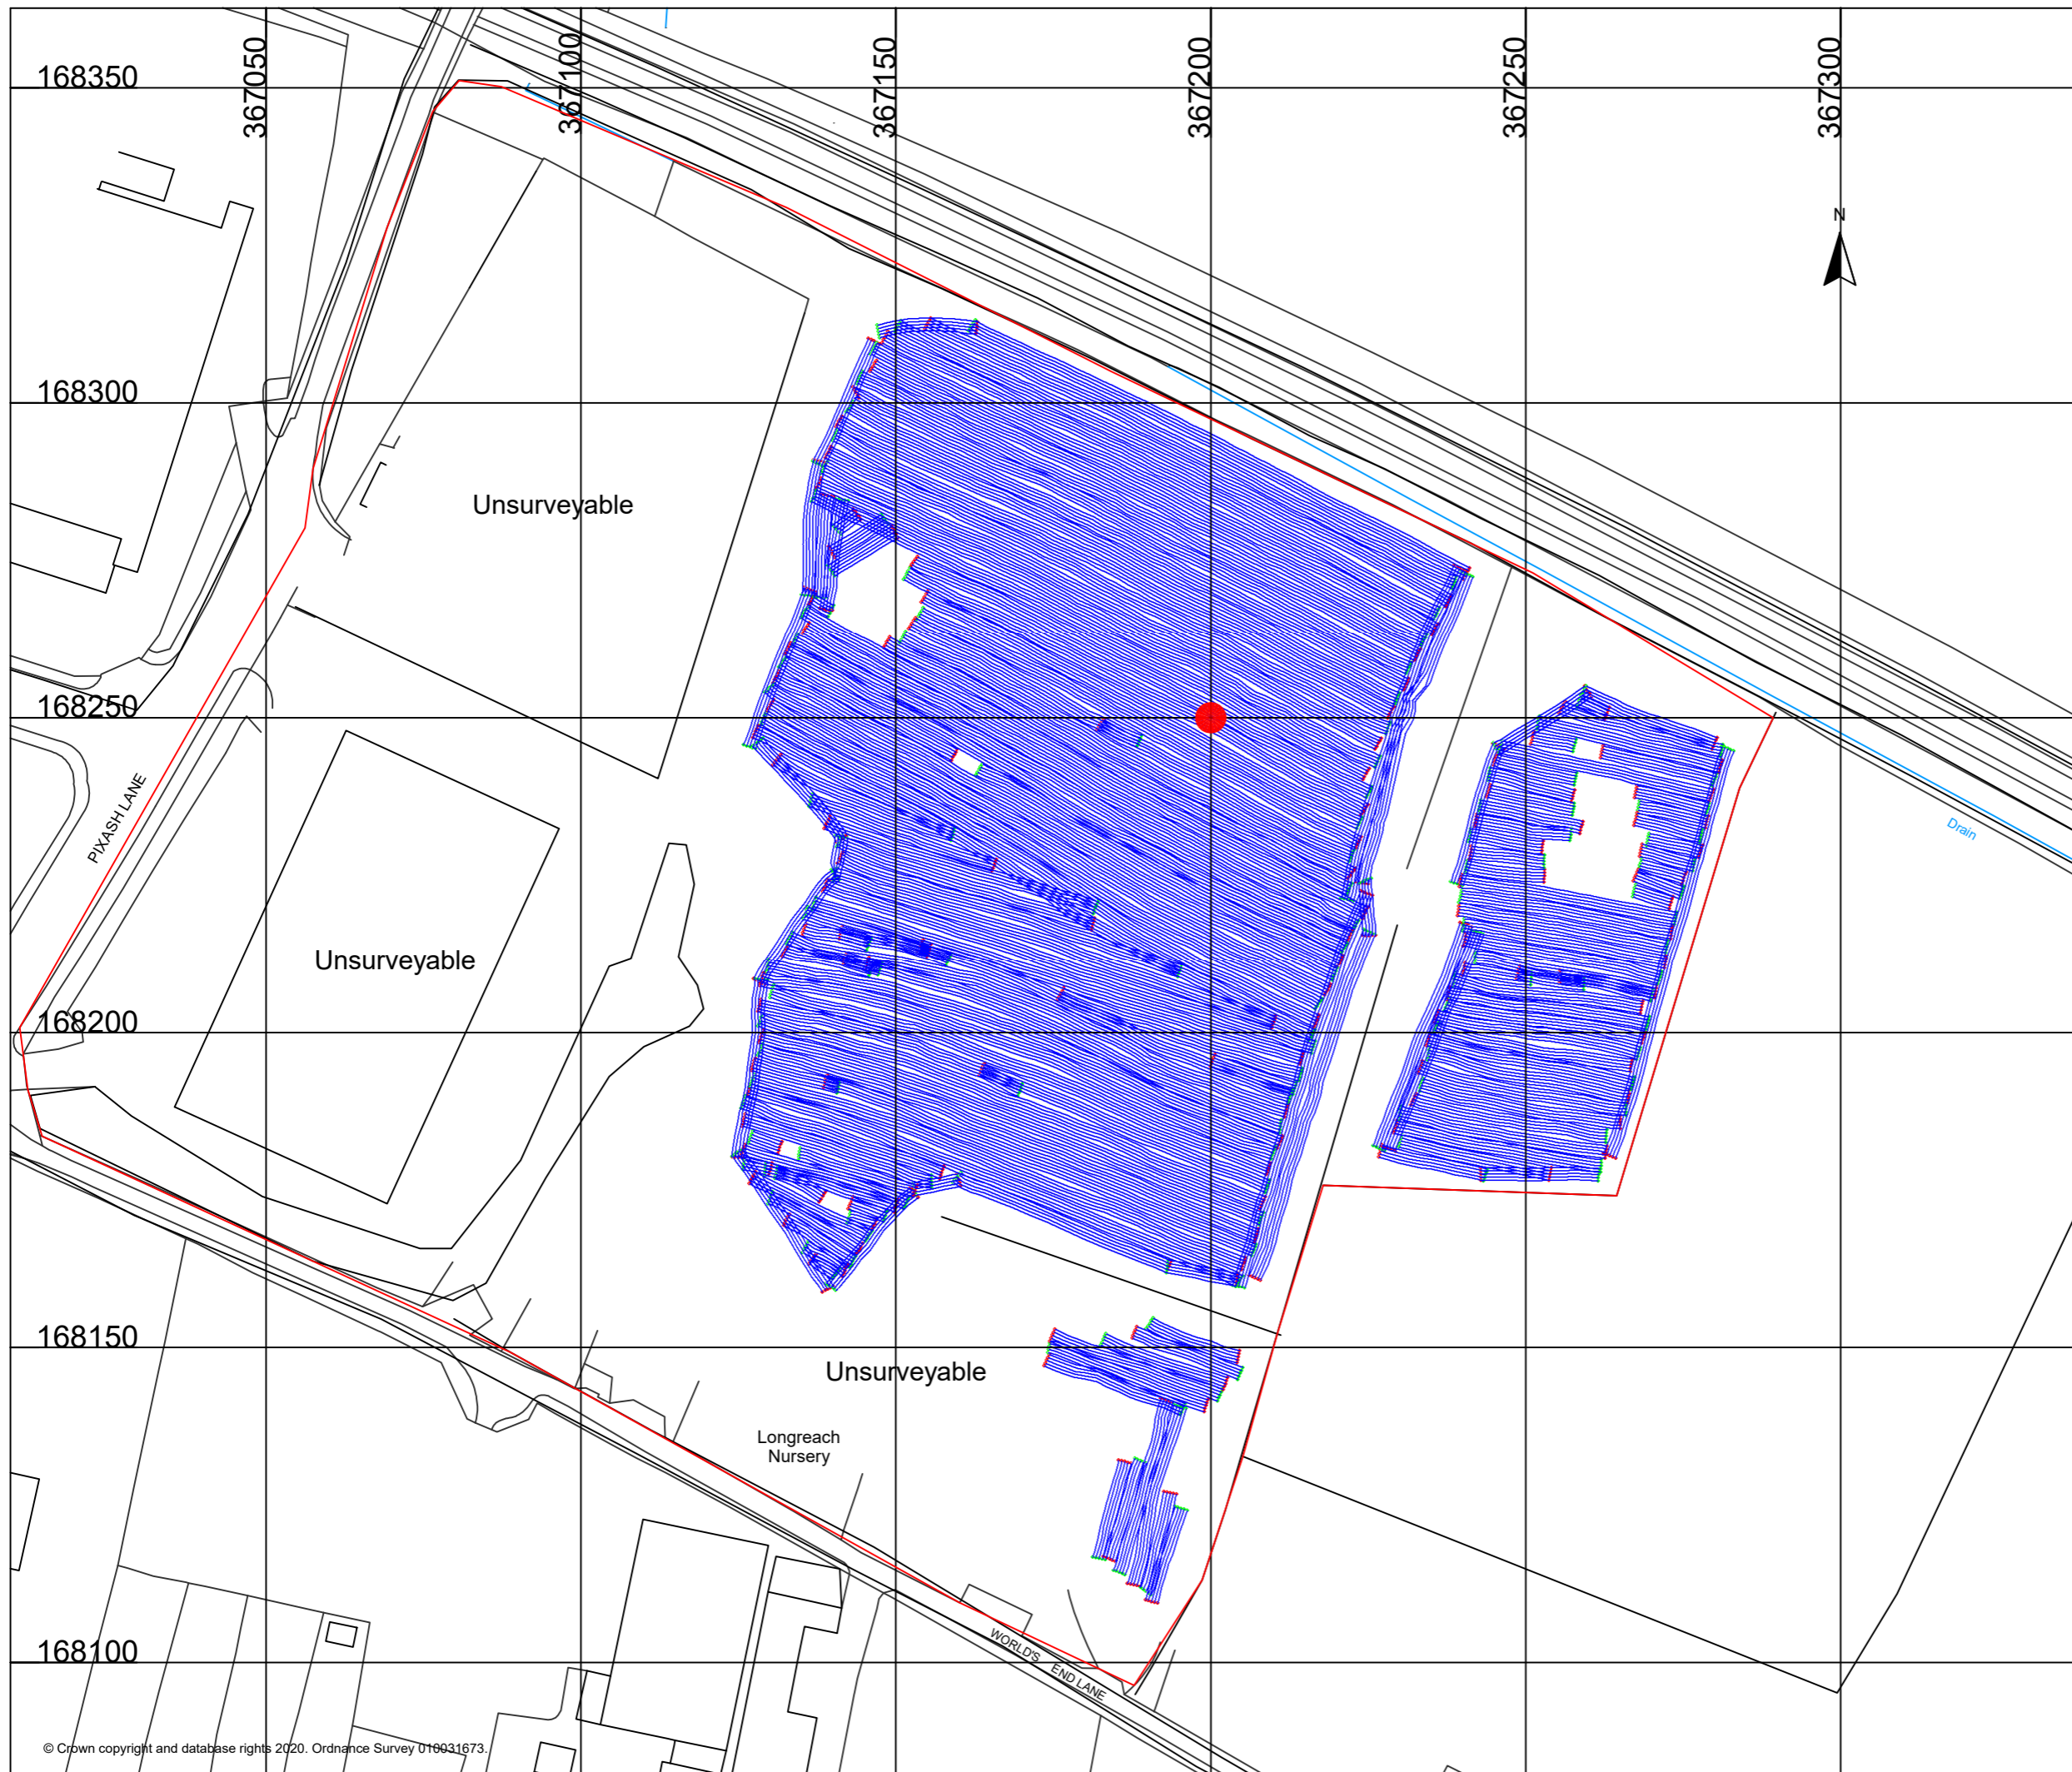 367050
367100
367150
367200
367250
367300
168350
N
168300
Unsurveyable
168250
PIXASH LANE
Drain
Unsurveyable
168200
168150
Unsurveyable
Longreach
Nursery
168100
WORLD'S END LANE
© Crown copyright and database rights 2020. Ordnance Survey 010031673.